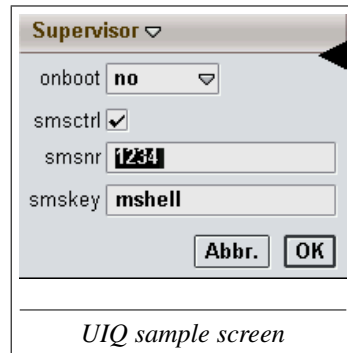 Supervisor
onboot no
smsctrl
smsnr 1234
smskey mshell
Abbr. OK
UIQ sample screen